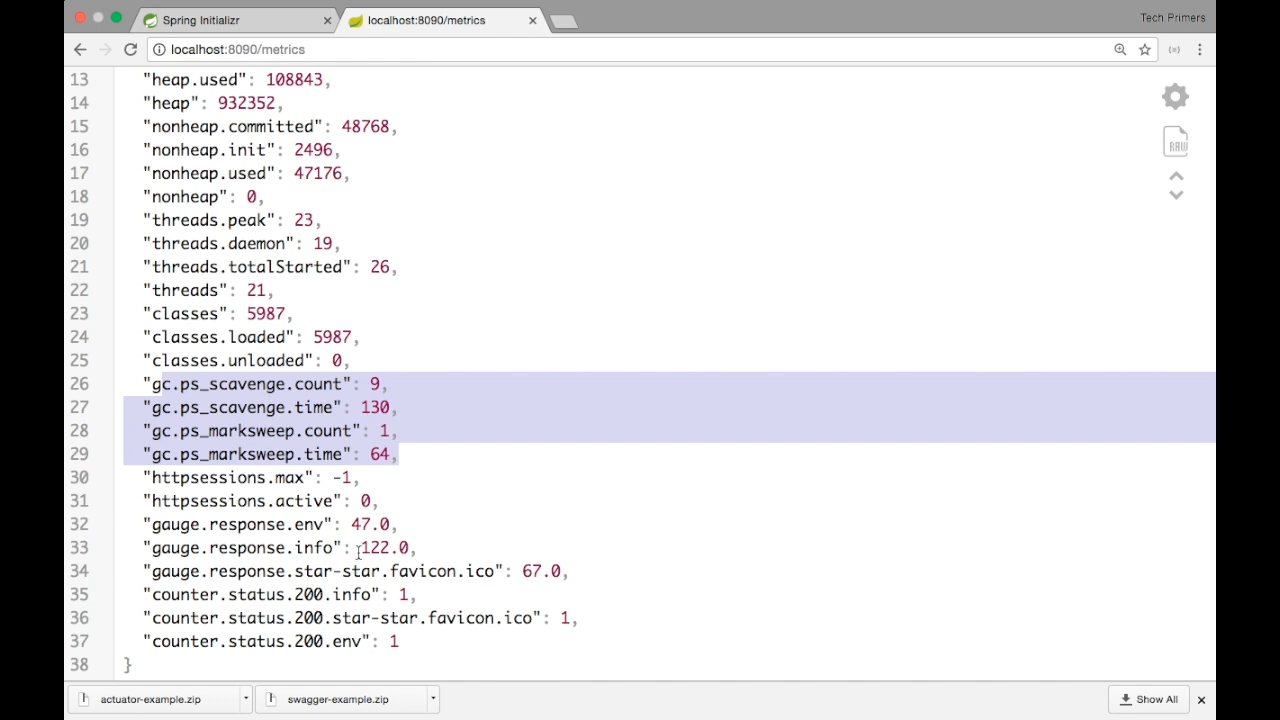 Spring Initializr
localhost:8090/metrics
Tech Primers
localhost:8090/metrics
13 "heap.used": 108843,
14 "heap": 932352,
15 "nonheap.committed": 48768,
16 "nonheap.init": 2496,
17 "nonheap.used": 47176,
18 "nonheap": 0,
19 "threads.peak": 23,
20 "threads.daemon": 19,
21 "threads.totalStarted": 26,
22 "threads": 21,
23 "classes": 5987,
24 "classes.loaded": 5987,
25 "classes.unloaded": 0,
26 "gc.ps_scavenge.count": 9,
27 "gc.ps_scavenge.time": 130,
28 "gc.ps_marksweep.count": 1,
29 "gc.ps_marksweep.time": 64,
30 "httpsessions.max": -1,
31 "httpsessions.active": 0,
32 "gauge.response.env": 47.0,
33 "gauge.response.info": 122.0,
34 "gauge.response.star-star.favicon.ico": 67.0,
35 "counter.status.200.info": 1,
36 "counter.status.200.star-star.favicon.ico": 1,
37 "counter.status.200.env": 1
38 }
RAW
actuator-example.zip
swagger-example.zip
Show All